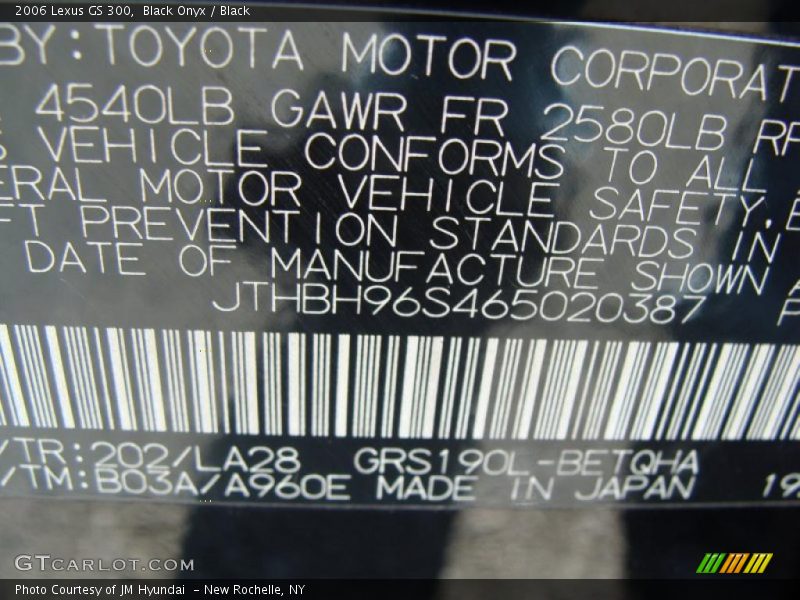 2006 Lexus GS 300,  Black Onyx / Black
BY: TOYOTA MOTOR CORPORAT
4540LB GAWR FR 2580LB RR
S VEHICLE CONFORMS TO ALL
ERAL MOTOR VEHICLE SAFETY,
FT PREVENTION STANDARDS IN
DATE OF MANUFACTURE SHOWN A
JTHBH96S465020387
/TR:202/LA28 GRS190L-BETQHA
/TM:B03A/A960E MADE IN JAPAN
GTCARLOT.COM
Photo Courtesy of JM Hyundai  - New Rochelle, NY